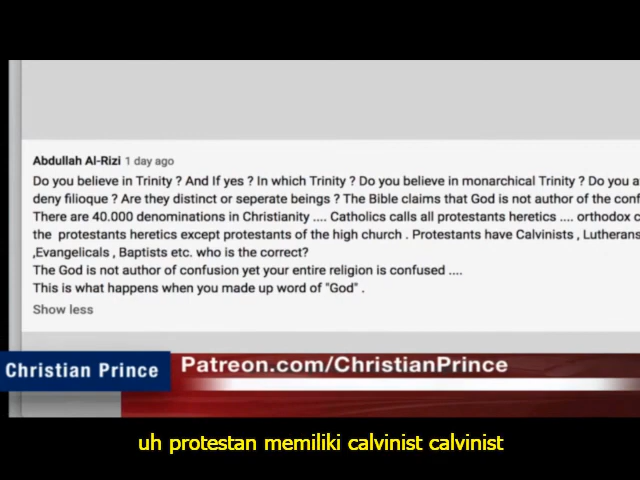 Abdullah Al-Rizi 1 day ago
Do you believe in Trinity ? And If yes ? In which Trinity ? Do you believe in monarchical Trinity ? Do you
deny filioque ? Are they distinct or seperate beings ? The Bible claims that God is not author of the
There are 40.000 denominations in Christianity .... Catholics calls all protestants heretics .... orthodox
the protestants heretics except protestants of the high church . Protestants have Calvinists , Lutherans
,Evangelicals , Baptists etc. who is the correct?
The God is not author of confusion yet your entire religion is confused ....
This is what happens when you made up word of "God" .
Show less
Christian Prince
Patreon.com/ChristianPrince
uh protestan memiliki calvinist calvinist